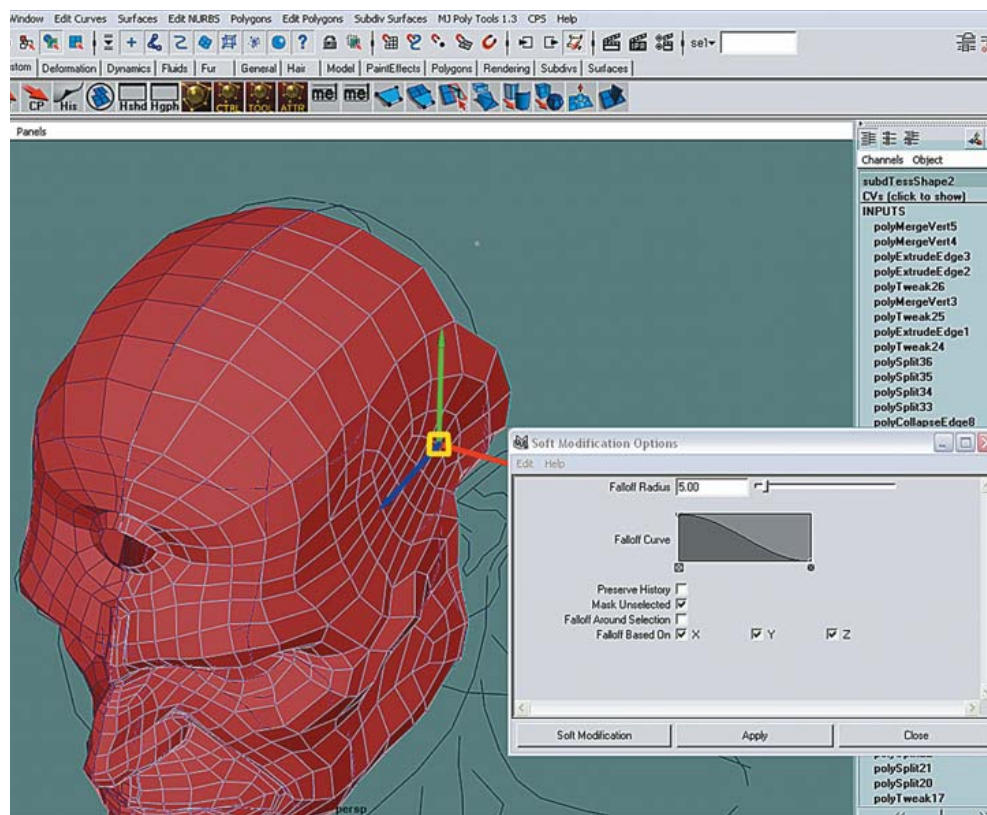 Window Edit Curves Surfaces Edit NURBS Polygons Edit Polygons Subdiv Surfaces MJ Poly Tools 1.3 CPS Help
sel
Deformation Dynamics Fluids Fur General Hair Model PaintEffects Polygons Rendering Subdivs Surfaces
CP His Hshd Hgph CTRL TOOL ATTR mel mel
Panels
Channels Object
subdTessShape2
CVs (click to show)
INPUTS
polyMergeVert5
polyMergeVert4
polyExtrudeEdge3
polyExtrudeEdge2
polyTweak26
polyMergeVert3
polyTweak25
polyExtrudeEdge1
polyTweak24
polySplit36
polySplit35
polySplit34
polySplit33
polyCollapseEdge8
Soft Modification Options
Edit Help
Falloff Radius 5.00
Falloff Curve
Preserve History
Mask Unselected
Falloff Around Selection
Falloff Based On X Y Z
Soft Modification Apply Close
polySplit21
polySplit20
polyTweak17
persp